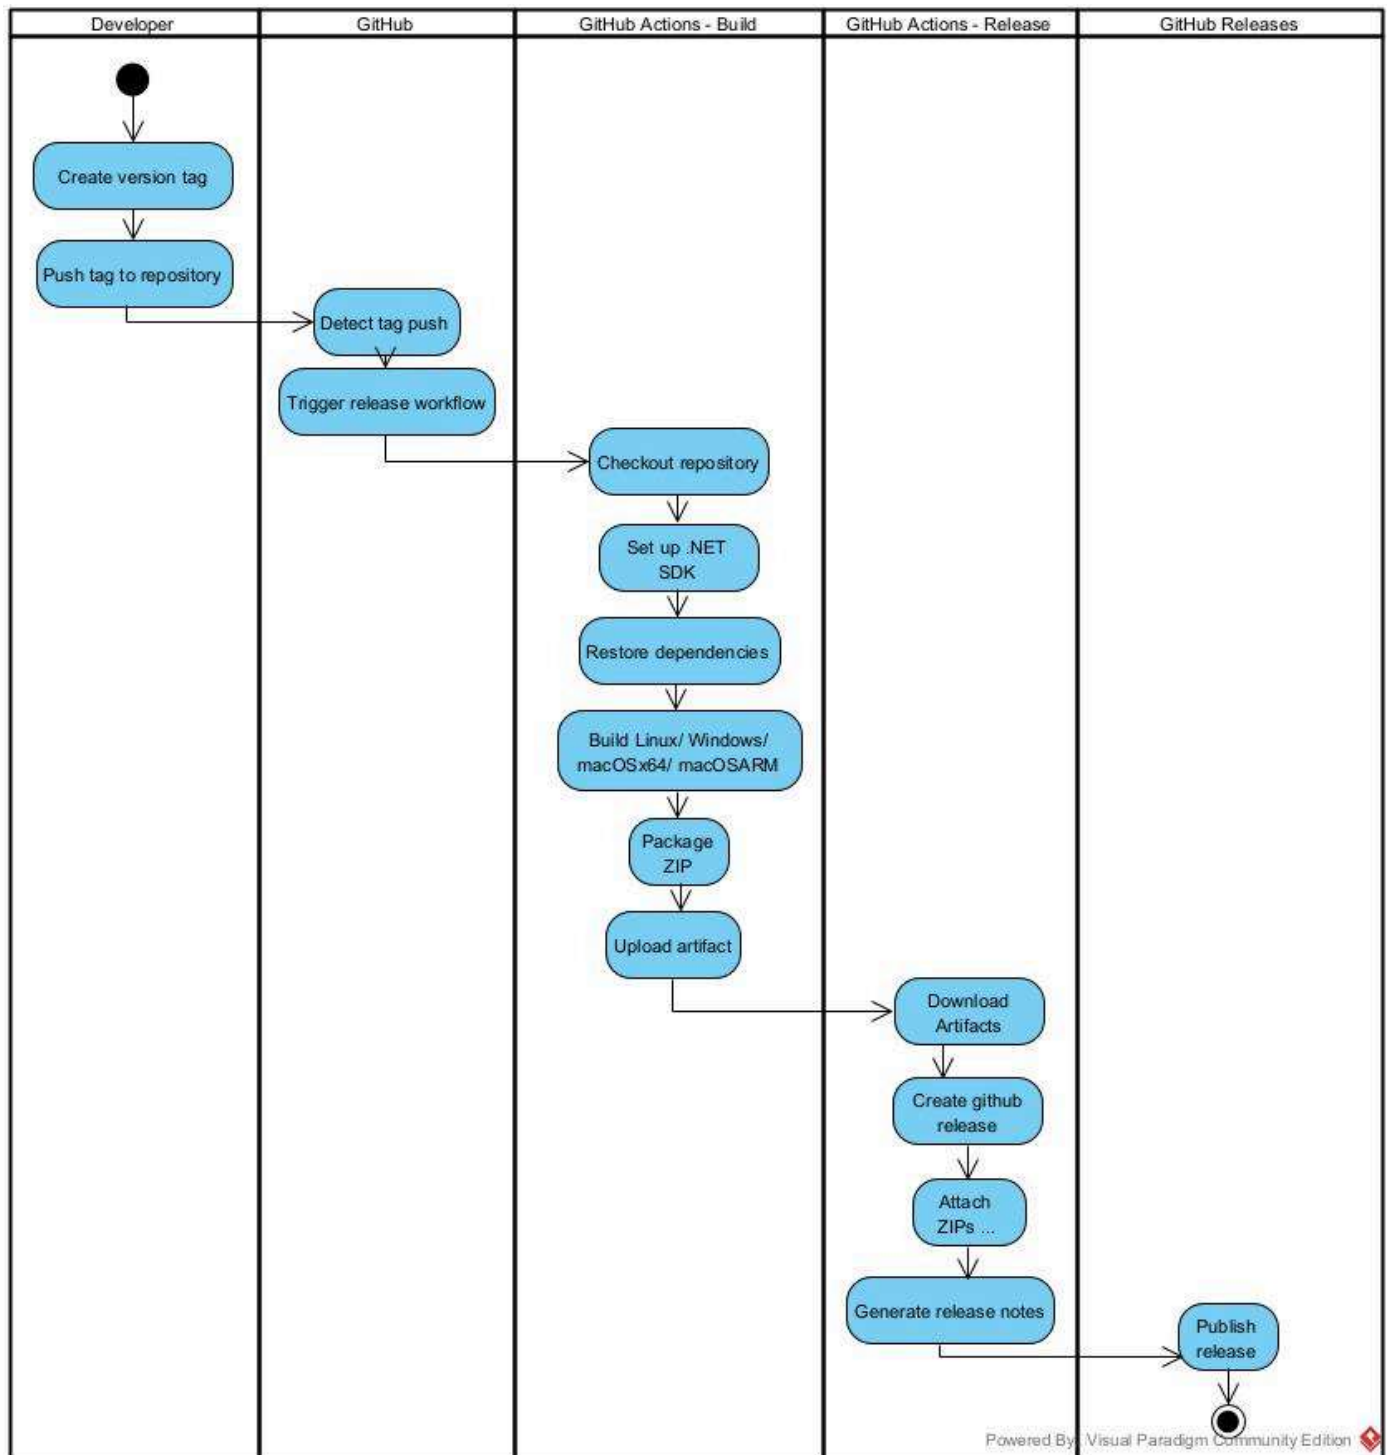 Developer
GitHub
GitHub Actions - Build
GitHub Actions - Release
GitHub Releases
Create version tag
Push tag to repository
Detect tag push
Trigger release workflow
Checkout repository
Set up .NET
SDK
Restore dependencies
Build Linux/ Windows/
macOSx64/ macOSARM
Package
ZIP
Upload artifact
Download
Artifacts
Create github
release
Attach
ZIPs ...
Generate release notes
Publish
release
Powered By Visual Paradigm Community Edition